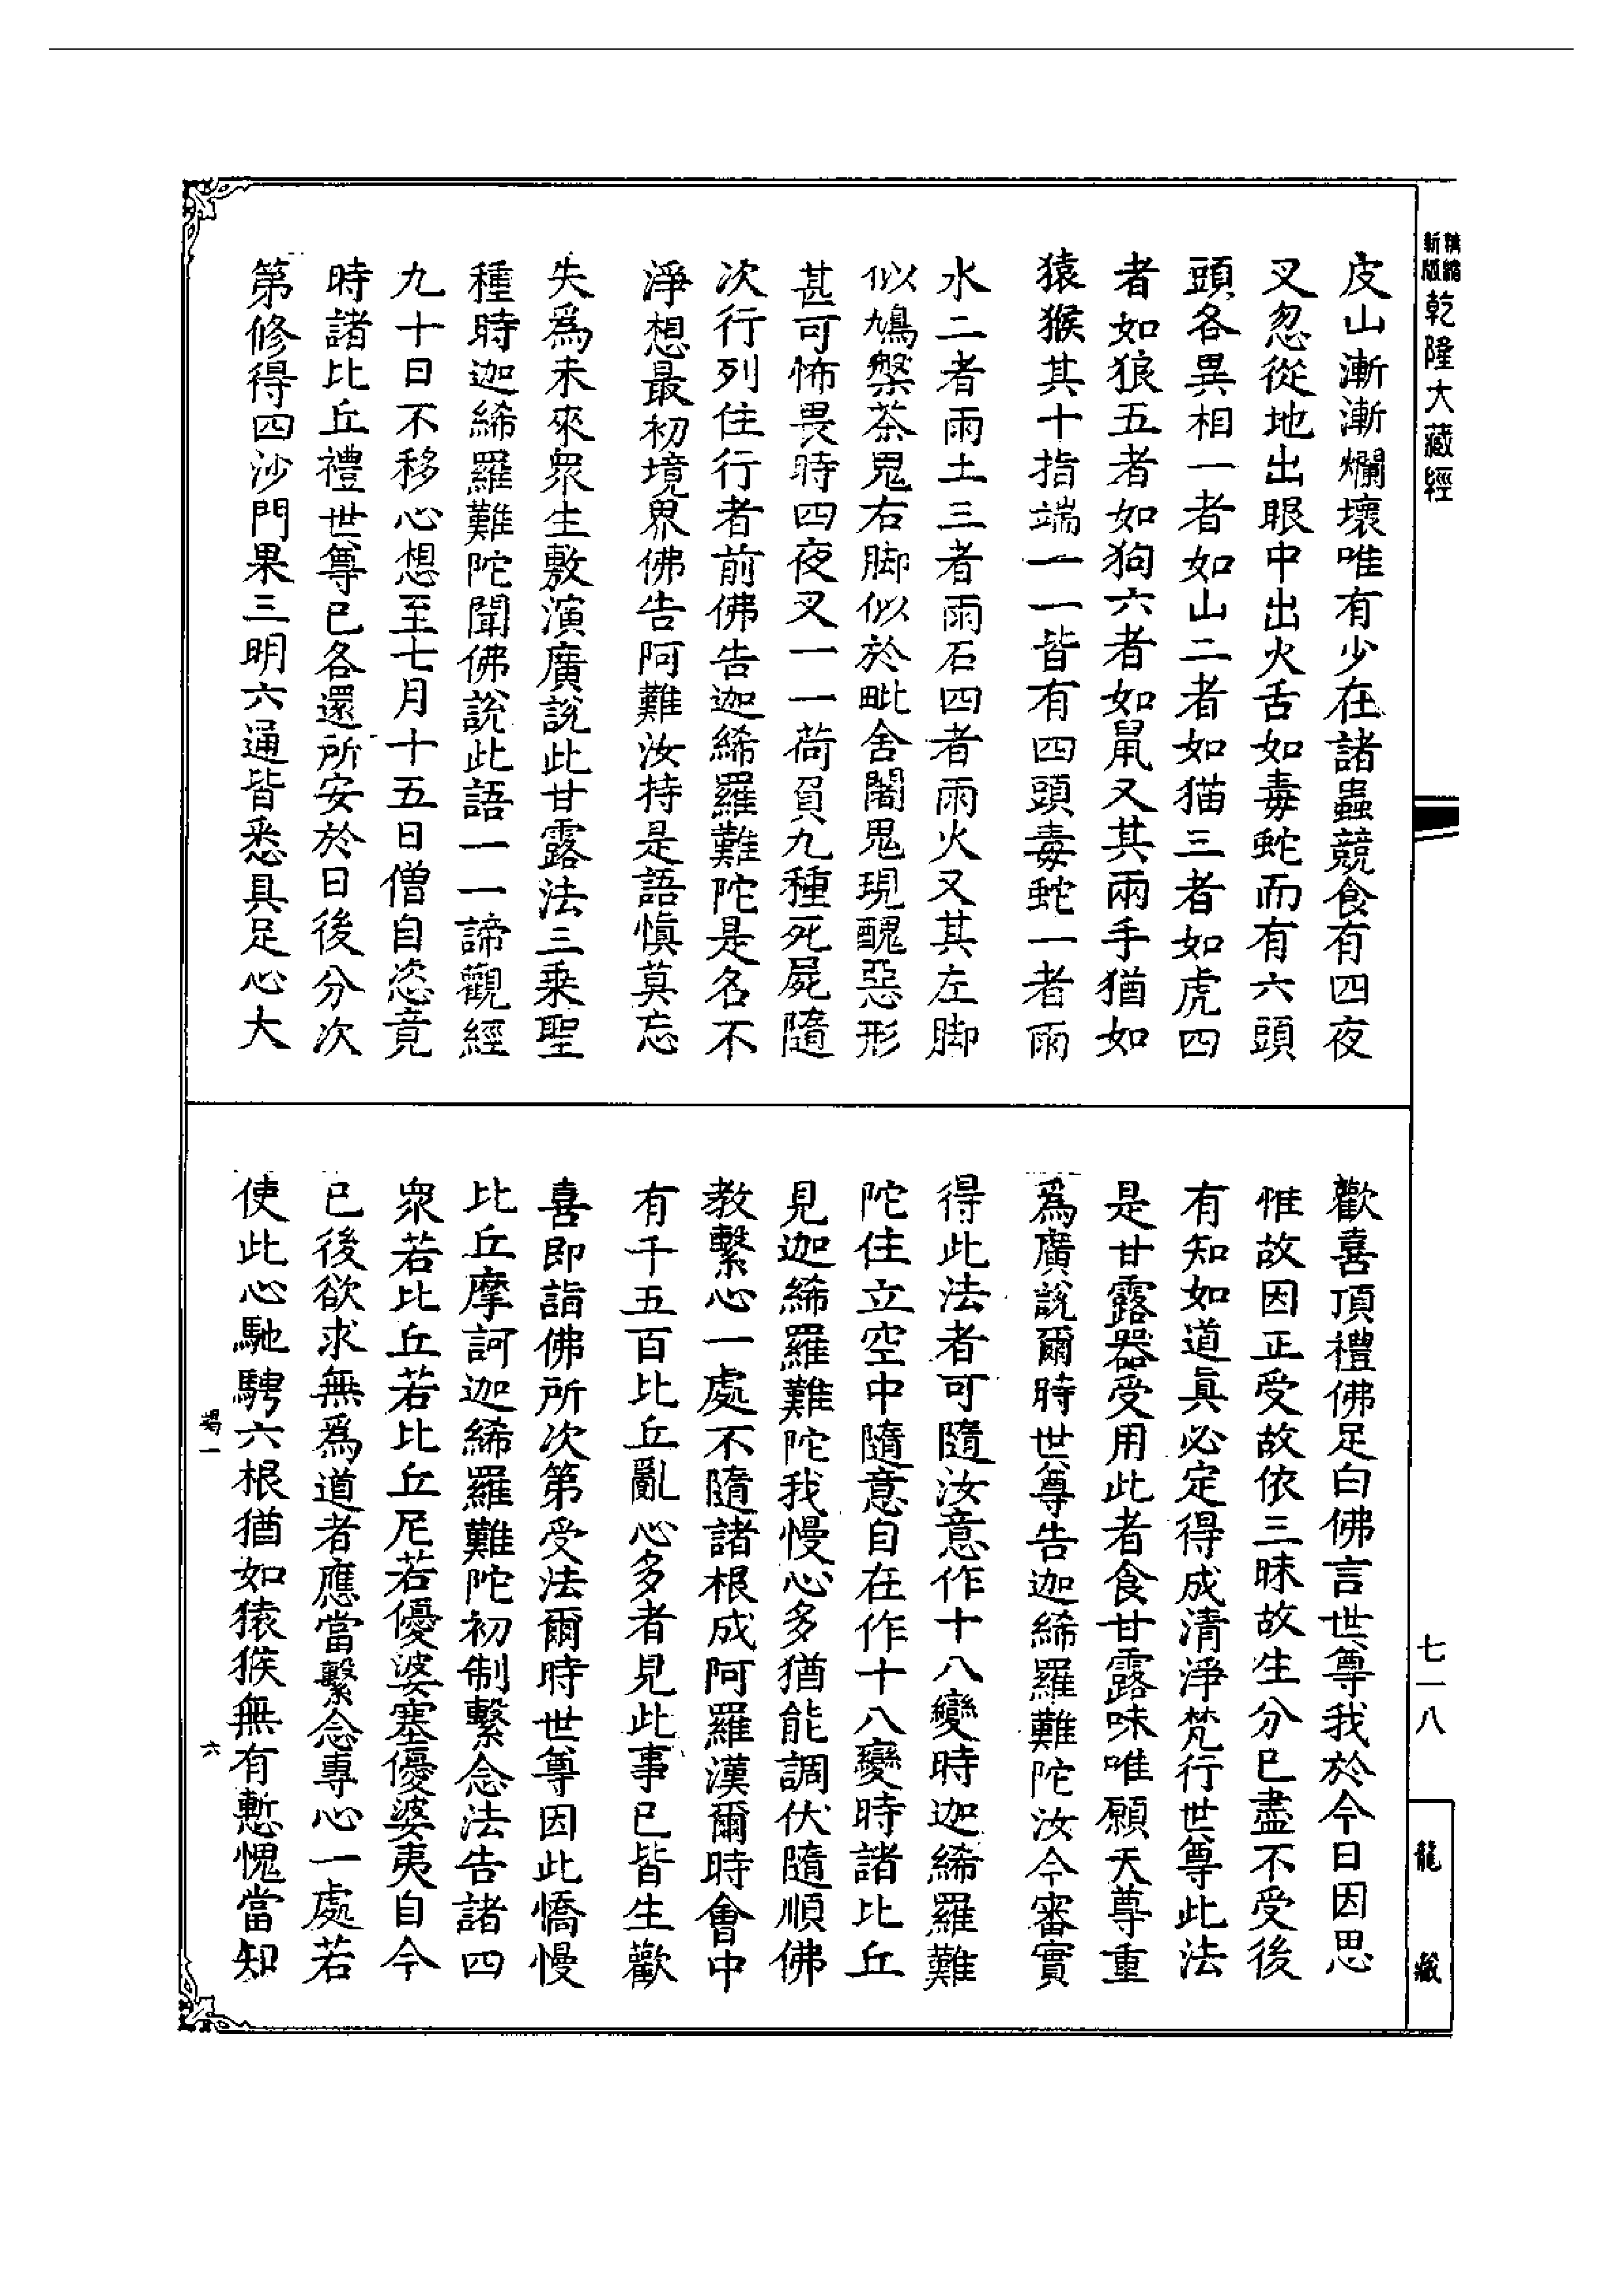 精縮
新版
乾隆大藏經
皮山漸漸爛壞唯有少在諸蟲競食有四夜
叉忽從地出眼中出火舌如毒蛇而有六頭
頭各異相一者如山二者如猫三者如虎四
者如狼五者如狗六者如鼠又其兩手猶如
猿猴其十指端一一皆有四頭毒蛇一者雨
水二者雨土三者雨石四者雨火又其左脚
似鳩槃茶鬼右脚似於毗舍闍鬼現醜惡形
甚可怖畏時四夜叉一一荷負九種死屍隨
次行列住行者前佛告迦絺羅難陀是名不
淨想最初境界佛告阿難汝持是語慎莫忘
失爲未來衆生敷演廣說此甘露法三乗聖
種時迦絺羅難陀聞佛說此語一一諦觀經
九十日不移心想至七月十五日僧自恣竟
時諸比丘禮世尊已各還所安於日後分次
第修得四沙門果三明六通皆悉具足心大
歡喜頂禮佛足白佛言世尊我於今日因思
惟故因正受故依三昧故生分已盡不受後
有知如道眞必定得成清淨梵行世尊此法
是甘露器受用此者食甘露味唯願天尊重
爲廣說爾時世尊告迦絺羅難陀汝今審實
得此法者可隨汝意作十八變時迦絺羅難
陀住立空中隨意自在作十八變時諸比丘
見迦絺羅難陀我慢心多猶能調伏隨順佛
教繫心一處不隨諸根成阿羅漢爾時會中
有千五百比丘亂心多者見此事已皆生歡
喜即詣佛所次第受法爾時世尊因此憍慢
比丘摩訶迦絺羅難陀初制繫念法告諸四
衆若比丘若比丘尼若優婆塞優婆夷自今
已後欲求無爲道者應當繫念專心一處若
使此心馳騁六根猶如猿猴無有慙愧當知
七一八
龍藏
竭一
六